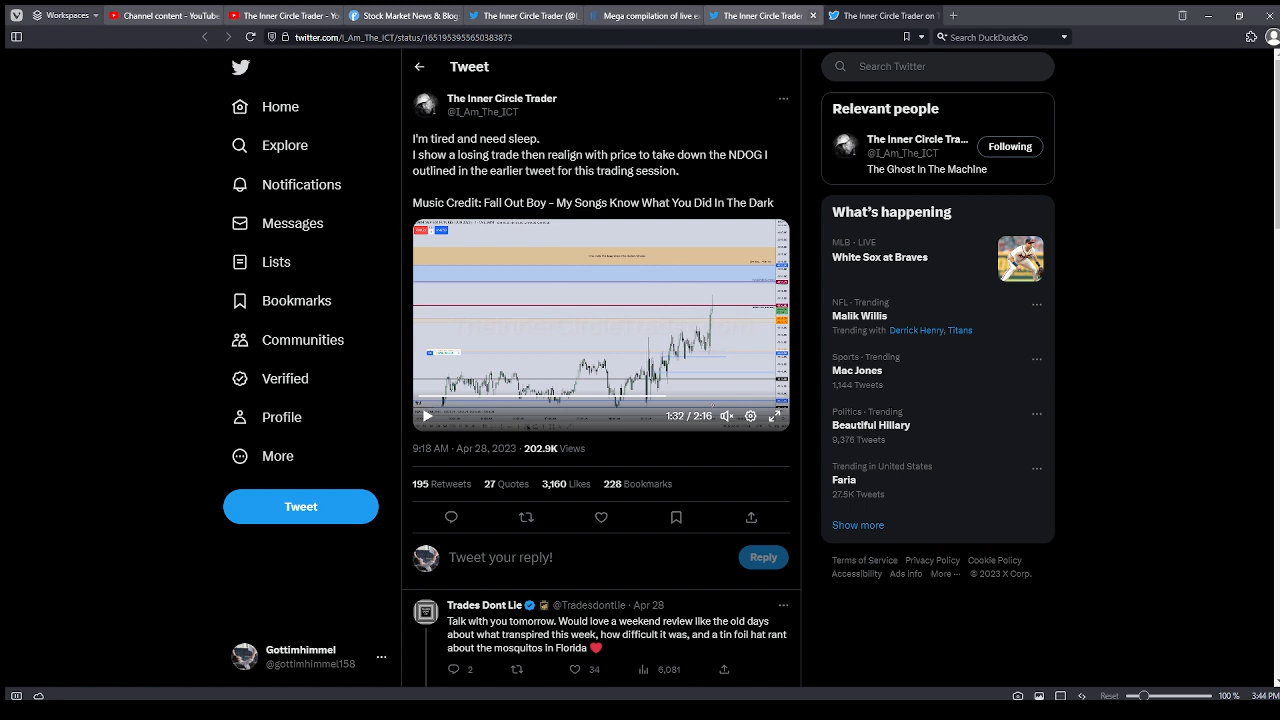 Workspaces
Channel content - YouTube
The Inner Circle Trader - Yo
Stock Market News & Blog
The Inner Circle Trader (@I_
Mega compilation of live e
The Inner Circle Trader
The Inner Circle Trader on T
twitter.com/I_Am_The_ICT/status/1651953955650383873
Search DuckDuckGo
Home
Explore
Notifications
Messages
Lists
Bookmarks
Communities
Verified
Profile
More
Tweet
Gottimhimmel
@gottimhimmel158
Tweet
The Inner Circle Trader
@I_Am_The_ICT
I'm tired and need sleep.
I show a losing trade then realign with price to take down the NDOG I
outlined in the earlier tweet for this trading session.
Music Credit: Fall Out Boy - My Songs Know What You Did In The Dark
1:32 / 2:16
9:18 AM · Apr 28, 2023 · 202.9K Views
195 Retweets 27 Quotes 3,160 Likes 228 Bookmarks
Tweet your reply!
Reply
Trades Dont Lie @Tradesdontlie · Apr 28
Talk with you tomorrow. Would love a weekend review like the old days
about what transpired this week, how difficult it was, and a tin foil hat rant
about the mosquitos in Florida
2 34 6,081
Search Twitter
Relevant people
The Inner Circle Tra...
@I_Am_The_ICT
Following
The Ghost In The Machine
What's happening
MLB · LIVE
White Sox at Braves
NFL · Trending
Malik Willis
Trending with Derrick Henry, Titans
Sports · Trending
Mac Jones
1,144 Tweets
Politics · Trending
Beautiful Hillary
9,376 Tweets
Trending in United States
Faria
27.5K Tweets
Show more
Terms of Service Privacy Policy Cookie Policy
Accessibility Ads info More ··· © 2023 X Corp.
Reset 100 % 3:44 PM